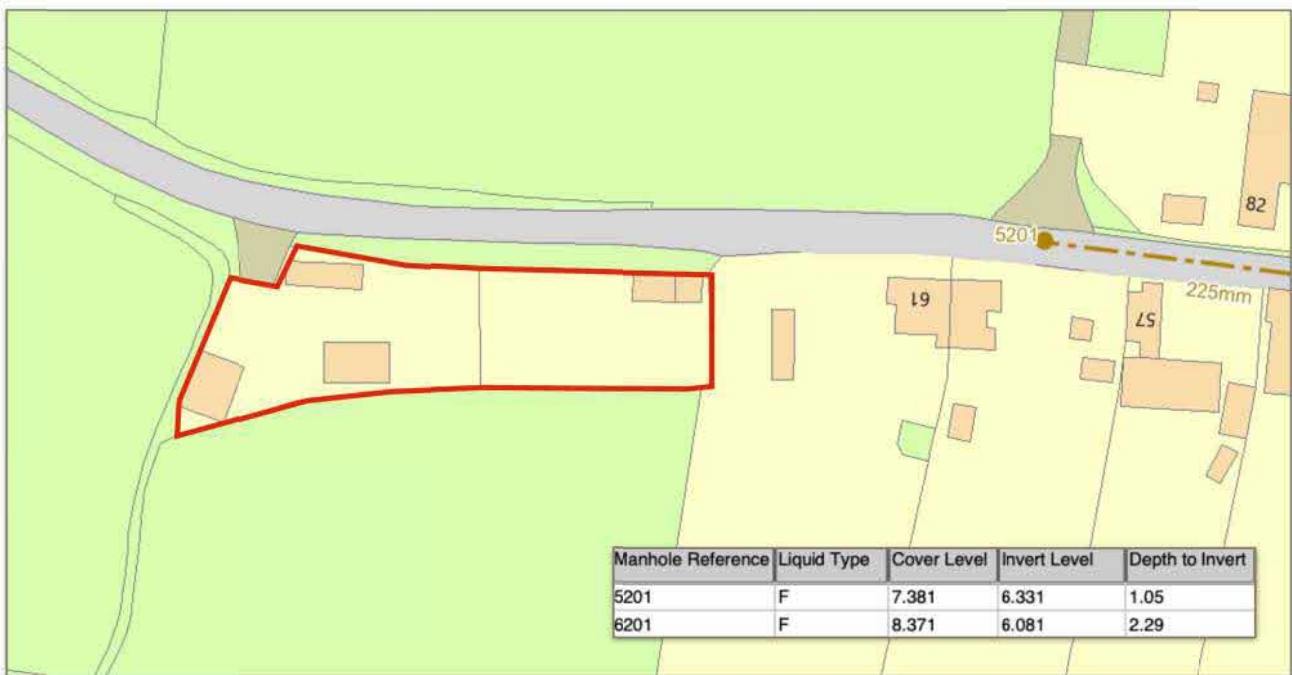 82
5201
225mm
61
57
Manhole Reference Liquid Type Cover Level Invert Level Depth to Invert
5201 F 7.381 6.331 1.05
6201 F 8.371 6.081 2.29